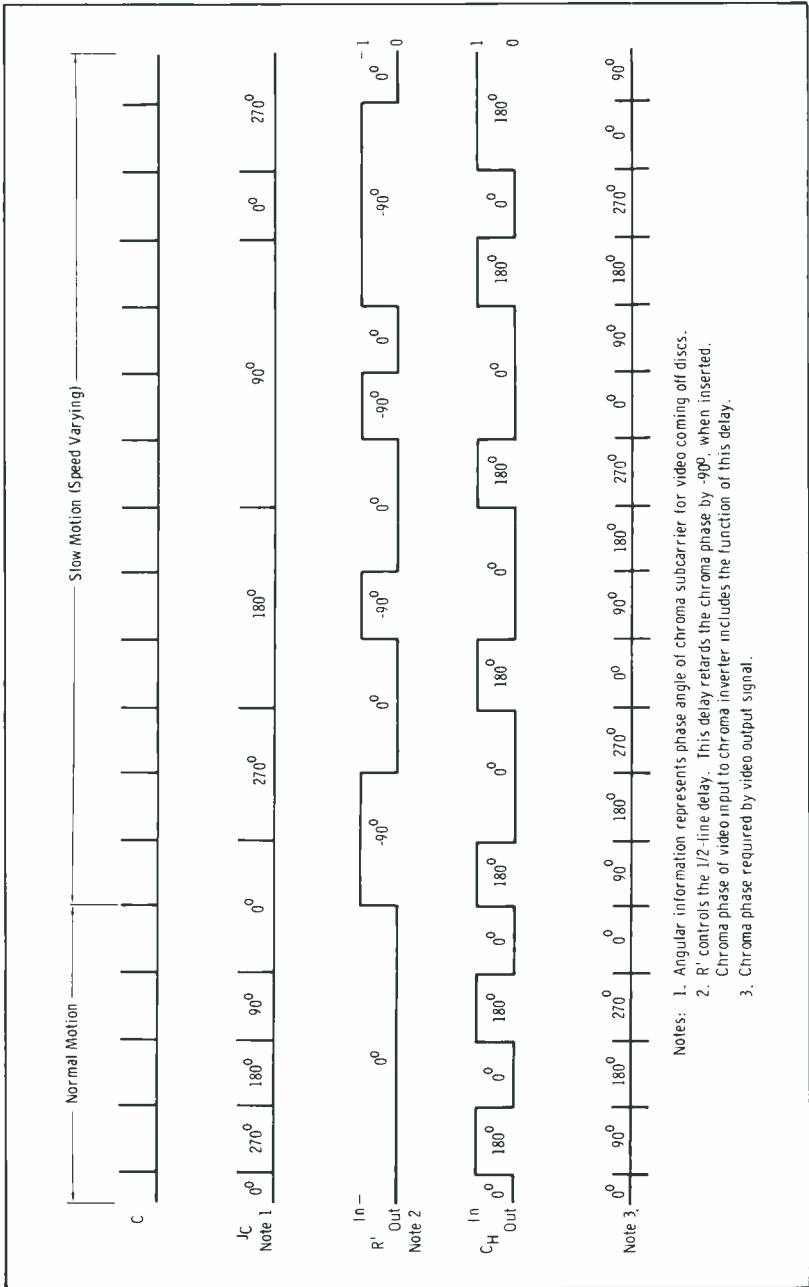 Normal Motion Slow Motion (Speed Varying)
C
JC 0° 270° 180° 90° 0° 270° 180° 90° 0° 270°
Note 1
In 1
R' 0° -90° 0° -90° 0° -90° 0° -90° 0°
Out 0
Note 2
In 1
CH 0° 180° 0° 180° 0° 180° 0° 180° 0° 180° 0° 180° 0° 180°
Out 0
Note 3. 0° 90° 180° 270° 0° 90° 180° 270° 0° 90° 180° 270° 0° 90° 180° 270° 0° 90°
Notes: 1. Angular information represents phase angle of chroma subcarrier for video coming off discs.
2. R' controls the 1/2-line delay. This delay retards the chroma phase by -90°, when inserted.
Chroma phase of video input to chroma inverter includes the function of this delay.
3. Chroma phase required by video output signal.